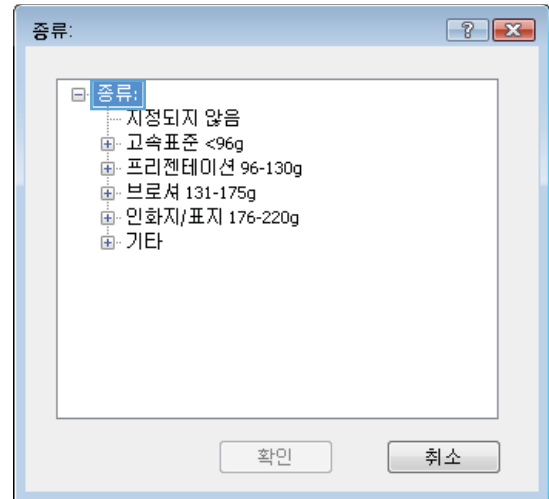 종류:
종류:
지정되지 않음
고속표준 <96g
프리젠테이션 96-130g
브로셔 131-175g
인화지/표지 176-220g
기타
확인 취소